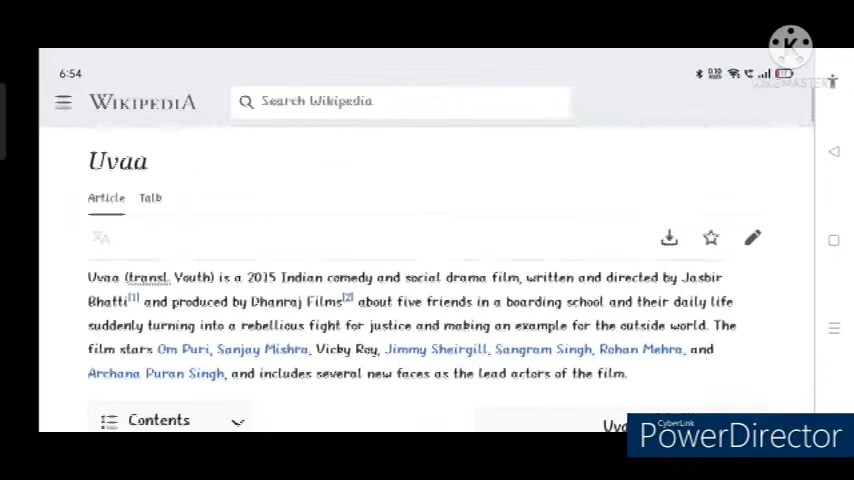 6:54
WIKIPEDIA
Search Wikipedia
Uvaa
Article Talk
Uvaa (transl. Youth) is a 2015 Indian comedy and social drama film, written and directed by Jasbir
Bhatti[1] and produced by Dhanraj Films[2] about five friends in a boarding school and their daily life
suddenly turning into a rebellious fight for justice and making an example for the outside world. The
film stars Om Puri, Sanjay Mishra, Vicky Roy, Jimmy Sheirgill, Sangram Singh, Rohan Mehra, and
Archana Puran Singh, and includes several new faces as the lead actors of the film.
Contents
CyberLink
PowerDirector